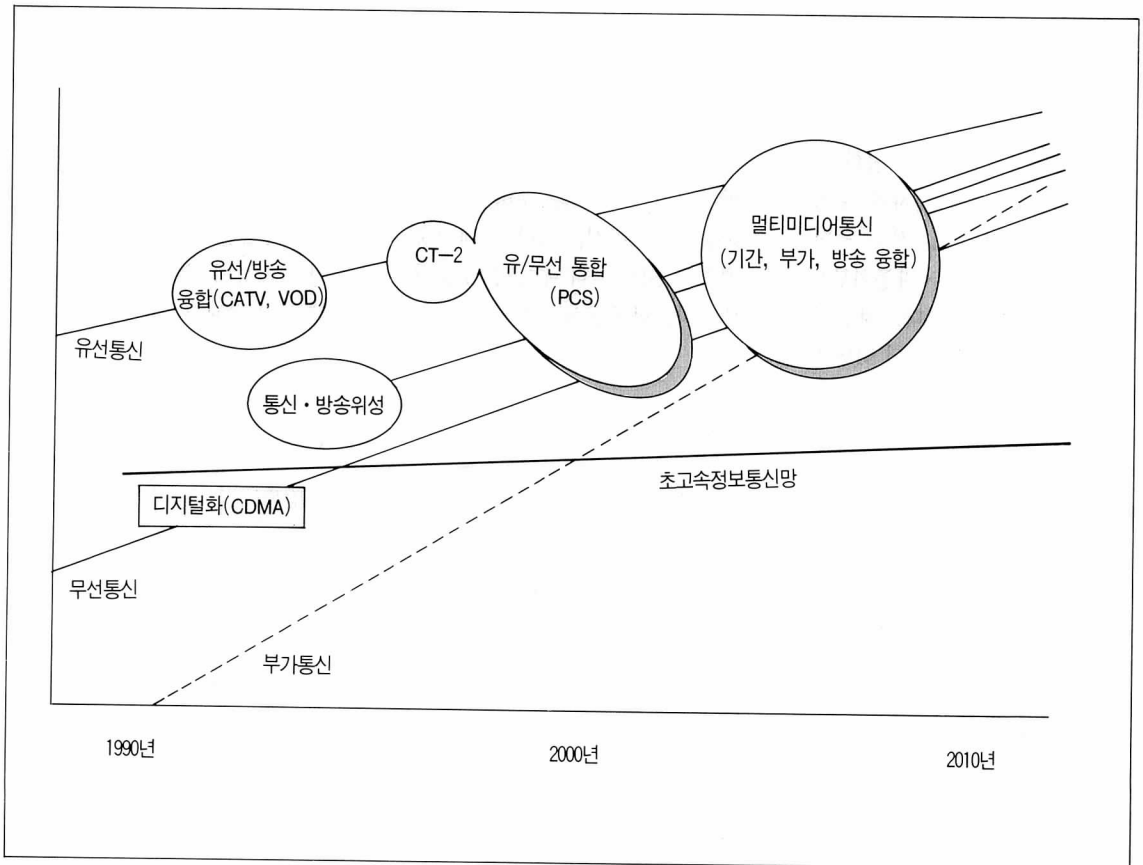 멀티미디어통신
(기간, 부가, 방송 융합)
CT-2
유/무선 통합
(PCS)
유선/방송
융합(CATV, VOD)
유선통신
통신·방송위성
초고속정보통신망
디지털화(CDMA)
무선통신
부가통신
1990년
2000년
2010년